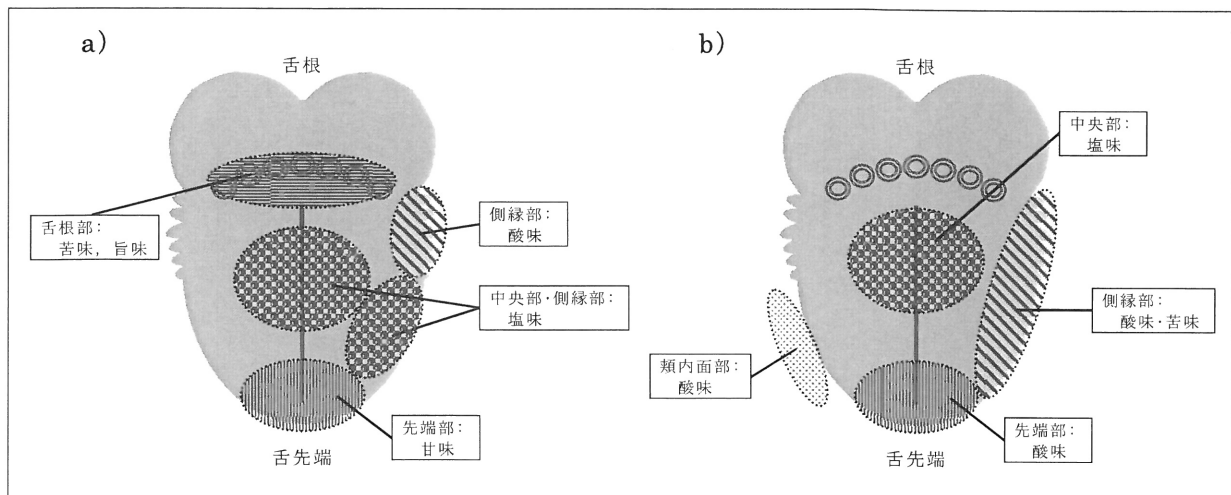 a)
舌根
舌根部：
苦味，旨味
側縁部：
酸味
中央部・側縁部：
塩味
先端部：
甘味
舌先端
b)
舌根
中央部：
塩味
側縁部：
酸味・苦味
頬内面部：
酸味
先端部：
酸味
舌先端